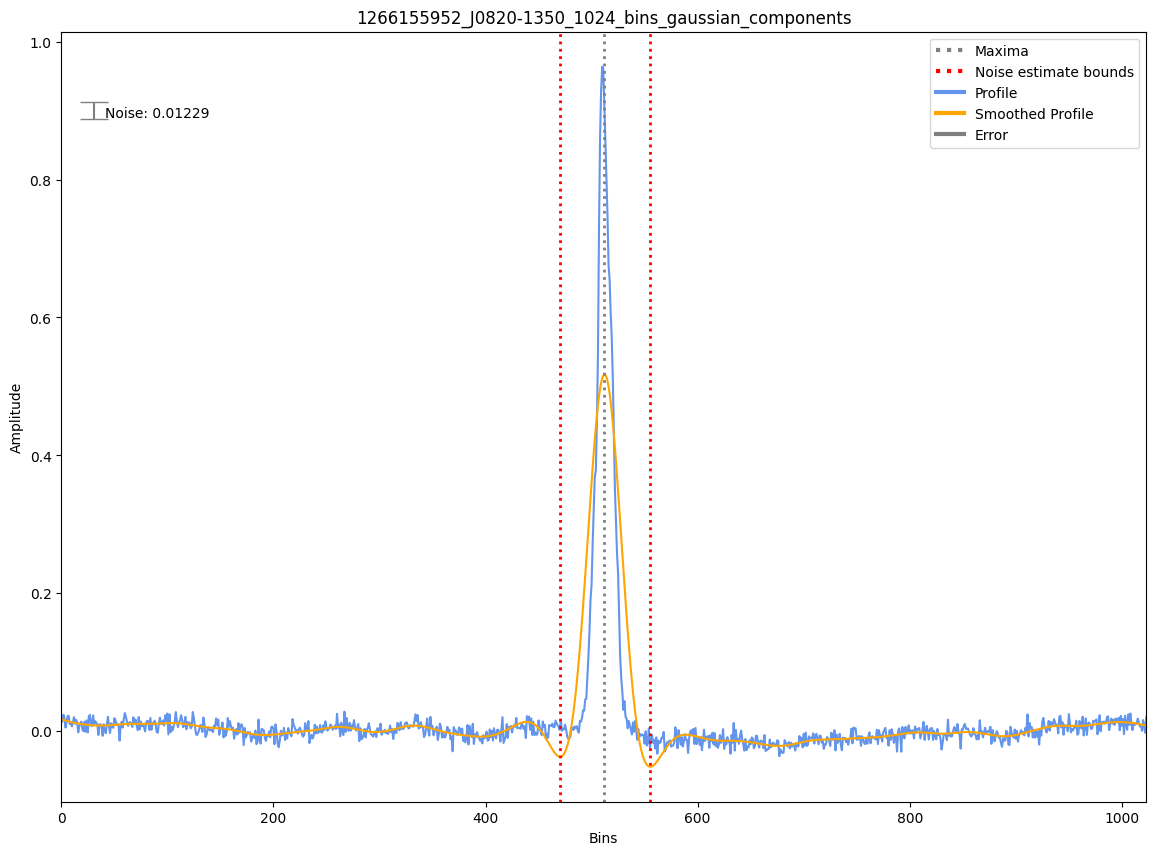 1266155952_J0820-1350_1024_bins_gaussian_components
1.0
0.8
0.6
0.4
0.2
0.0
Amplitude
Noise: 0.01229
Maxima
Noise estimate bounds
Profile
Smoothed Profile
Error
0
200
400
600
800
1000
Bins